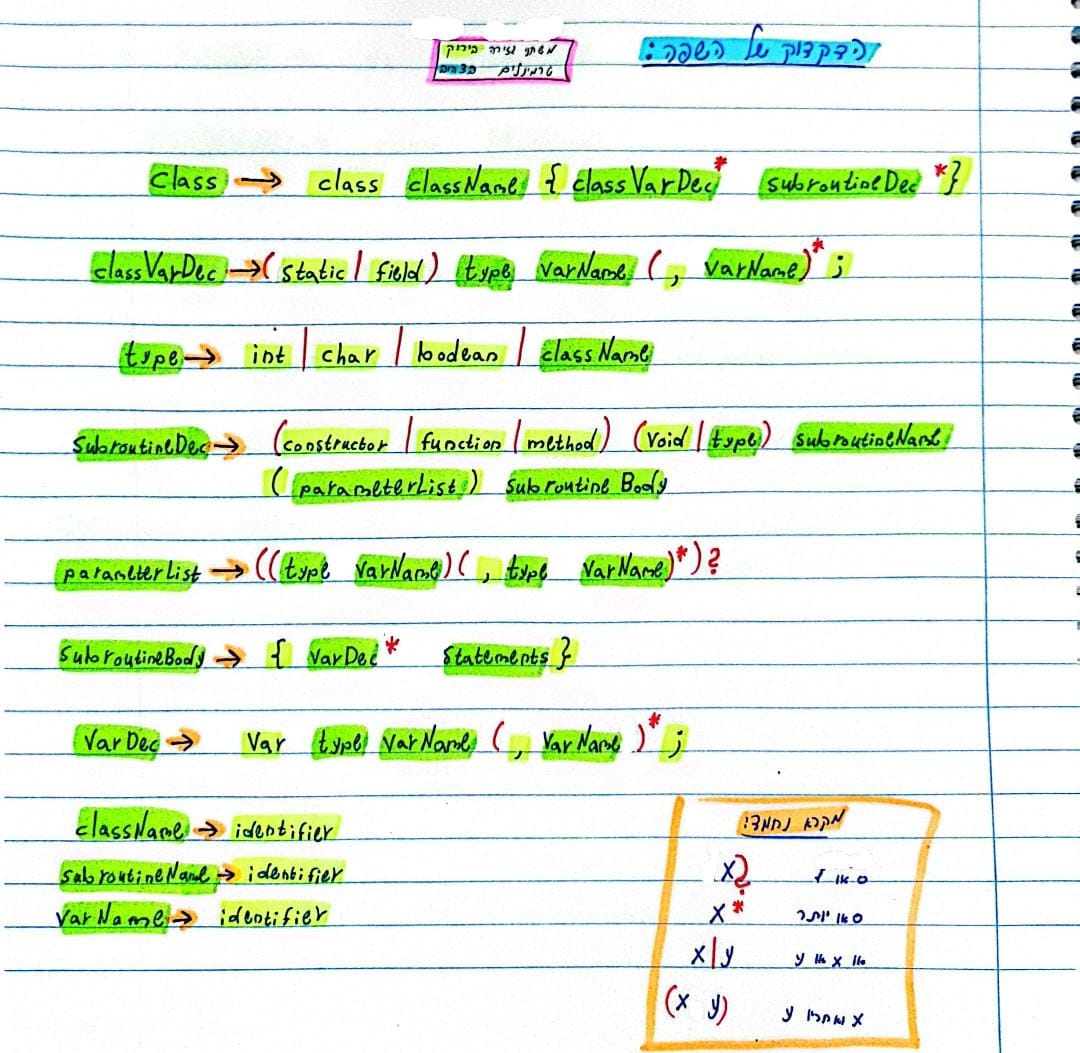 הדקדוק של השפה:
משתני גזירה בירוק
טרמינלים בצהוב
class → class className { classVarDec* subroutineDec *}
classVarDec → ( static | field ) type varName ( , varName)* ;
type → int | char | boolean | className
subroutineDec → (constructor | function | method) (void | type) subroutineName
( parameterList ) subroutine Body
parameterList → ((type varName)( , type varName)*)?
subroutineBody → { varDec* statements }
varDec → var type varName ( , varName )* ;
className → identifier
subroutineName → identifier
varName → identifier
מקרא נחמד:
x? 0 או 1
x* 0 או יותר
x|y או x או y
(x y) x ואחריו y